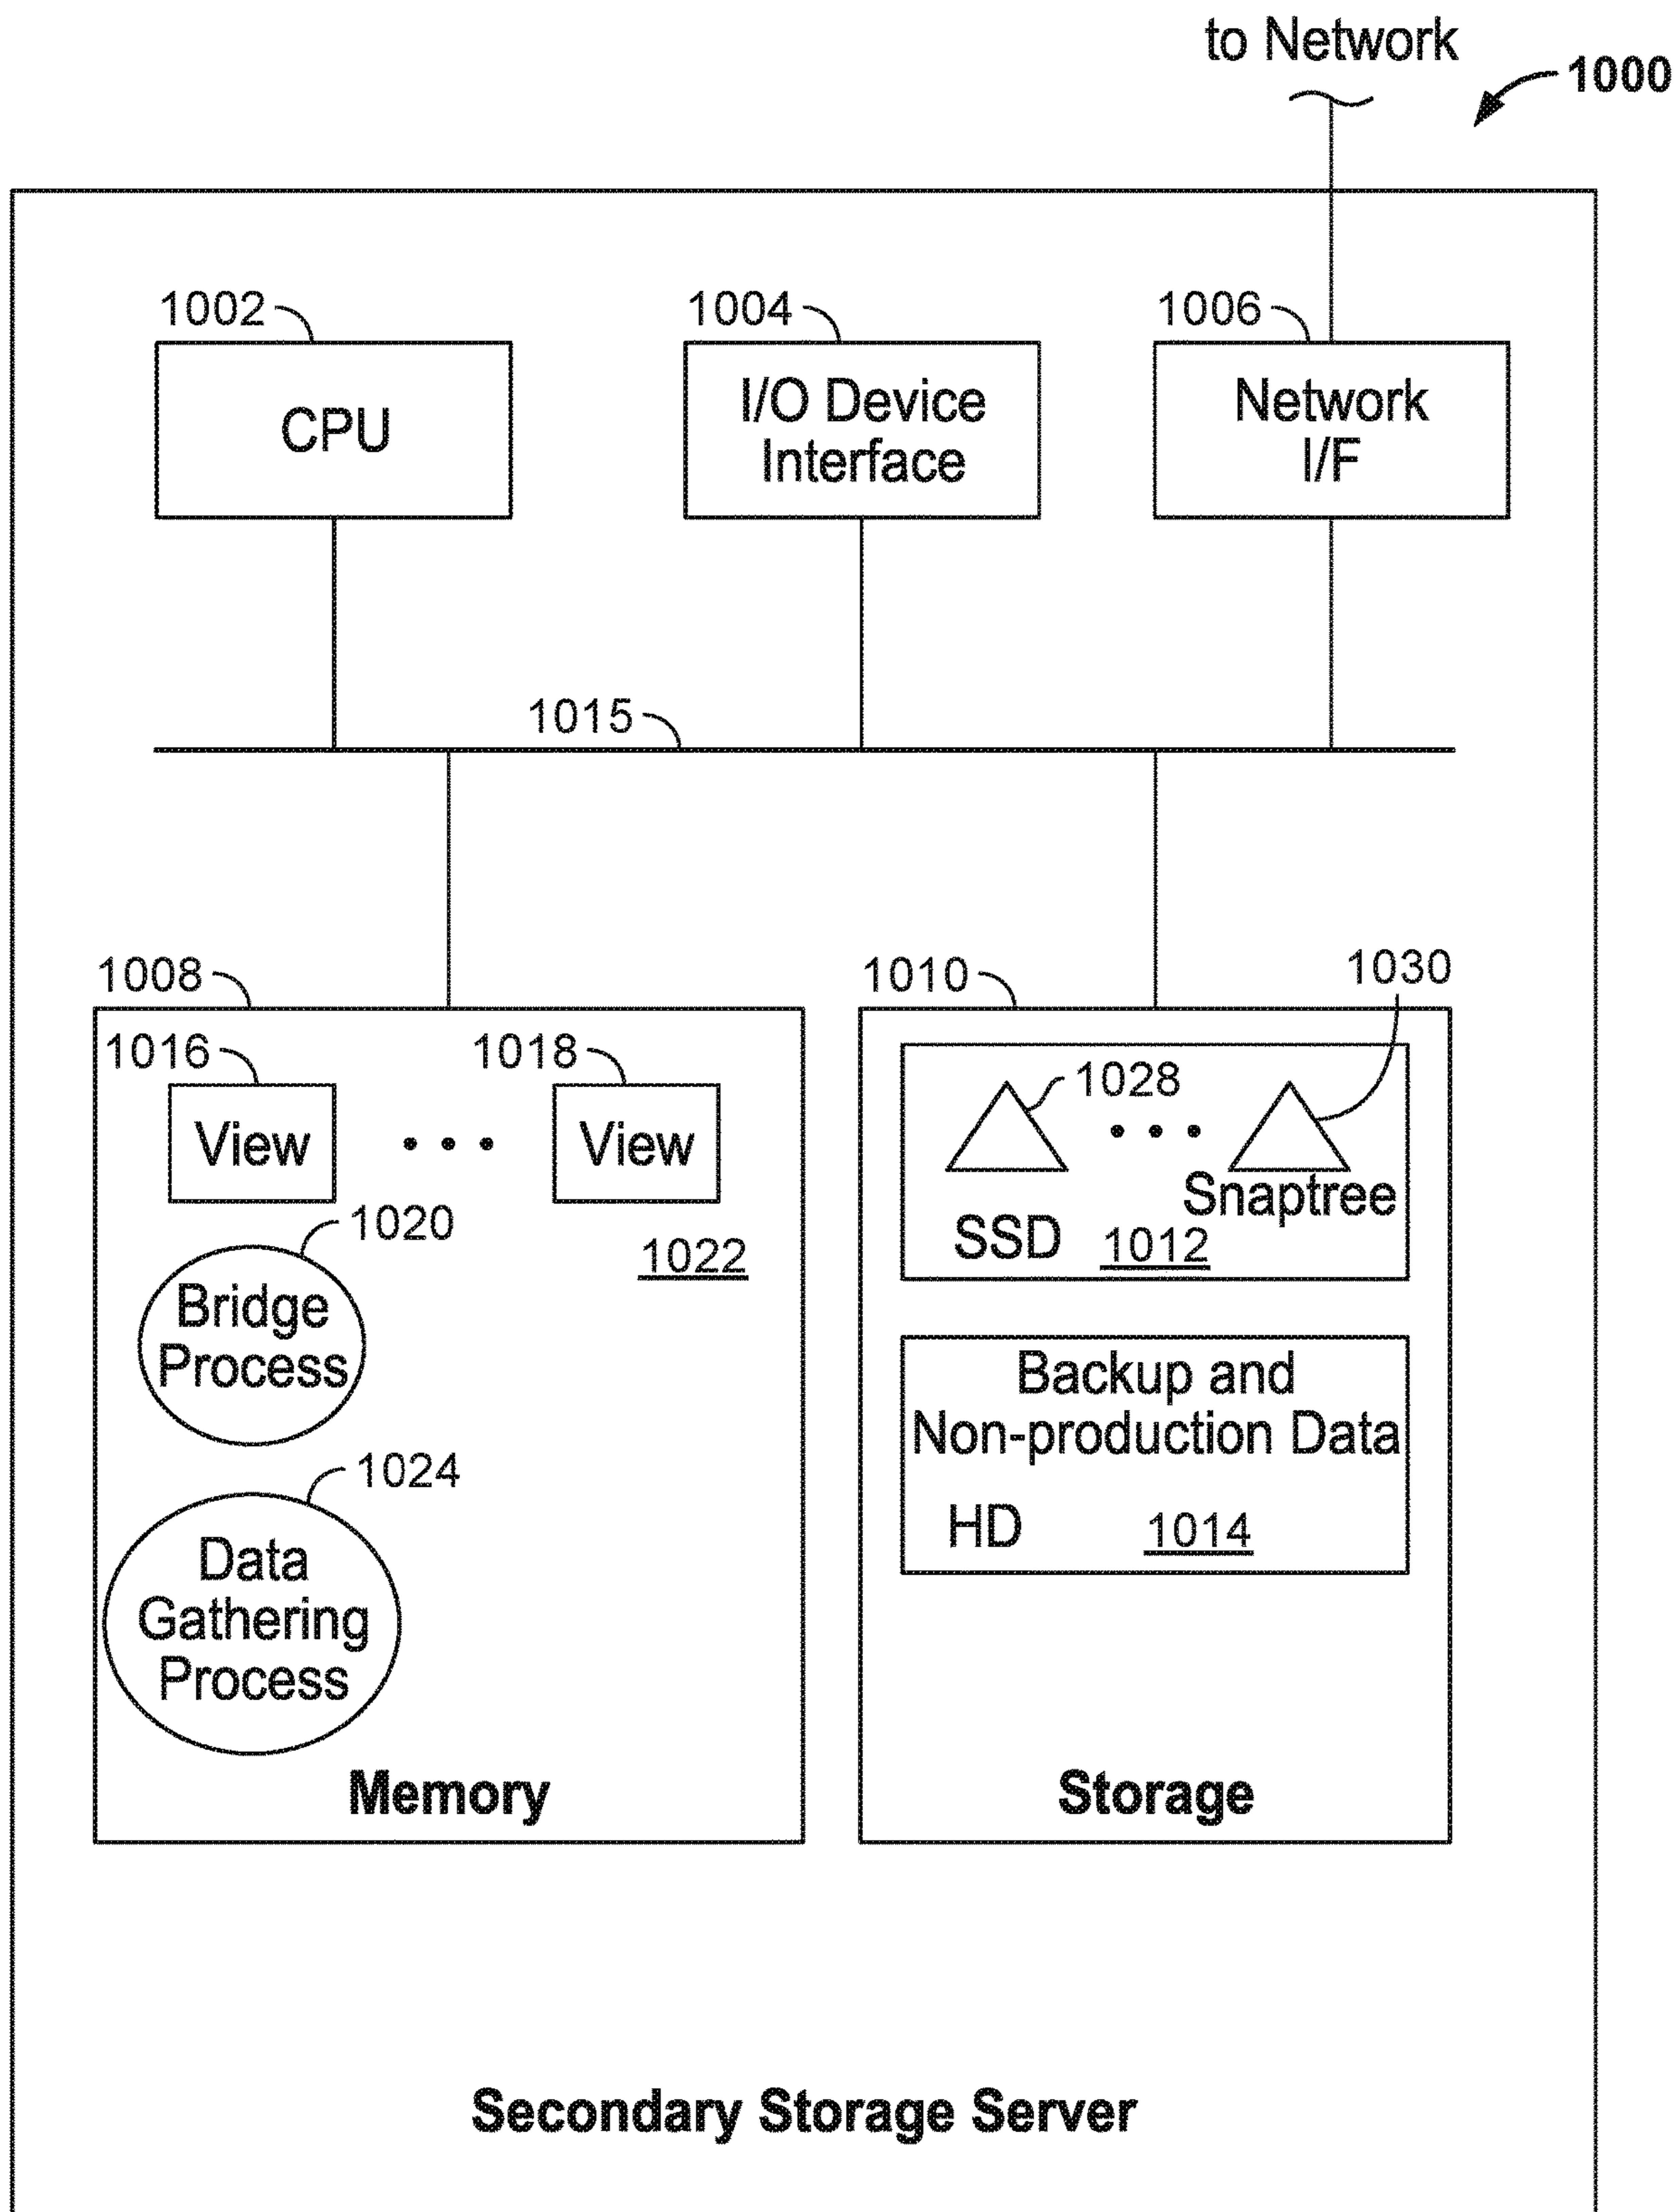 to Network
1000
1002
1004
1006
CPU
I/O Device
Interface
Network
I/F
1015
1008
1010
1030
1016
1018
1028
View
View
Snaptree
1020
1022
SSD
1012
Bridge
Process
Backup and
Non-production Data
1024
HD
1014
Data
Gathering
Process
Memory
Storage
Secondary Storage Server